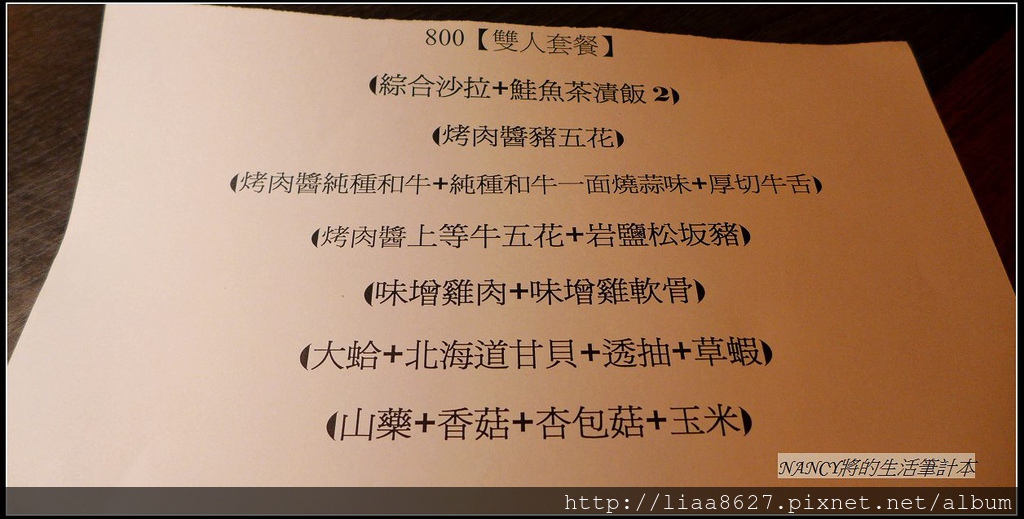 800【雙人套餐】
(綜合沙拉+鮭魚茶漬飯 2)
(烤肉醬豬五花)
(烤肉醬純種和牛+純種和牛一面燒蒜味+厚切牛舌)
(烤肉醬上等牛五花+岩鹽松坂豬)
(味增雞肉+味增雞軟骨)
(大蛤+北海道甘貝+透抽+草蝦)
(山藥+香菇+杏包菇+玉米)
NANCY將的生活筆計本
http://liaa8627.pixnet.net/album